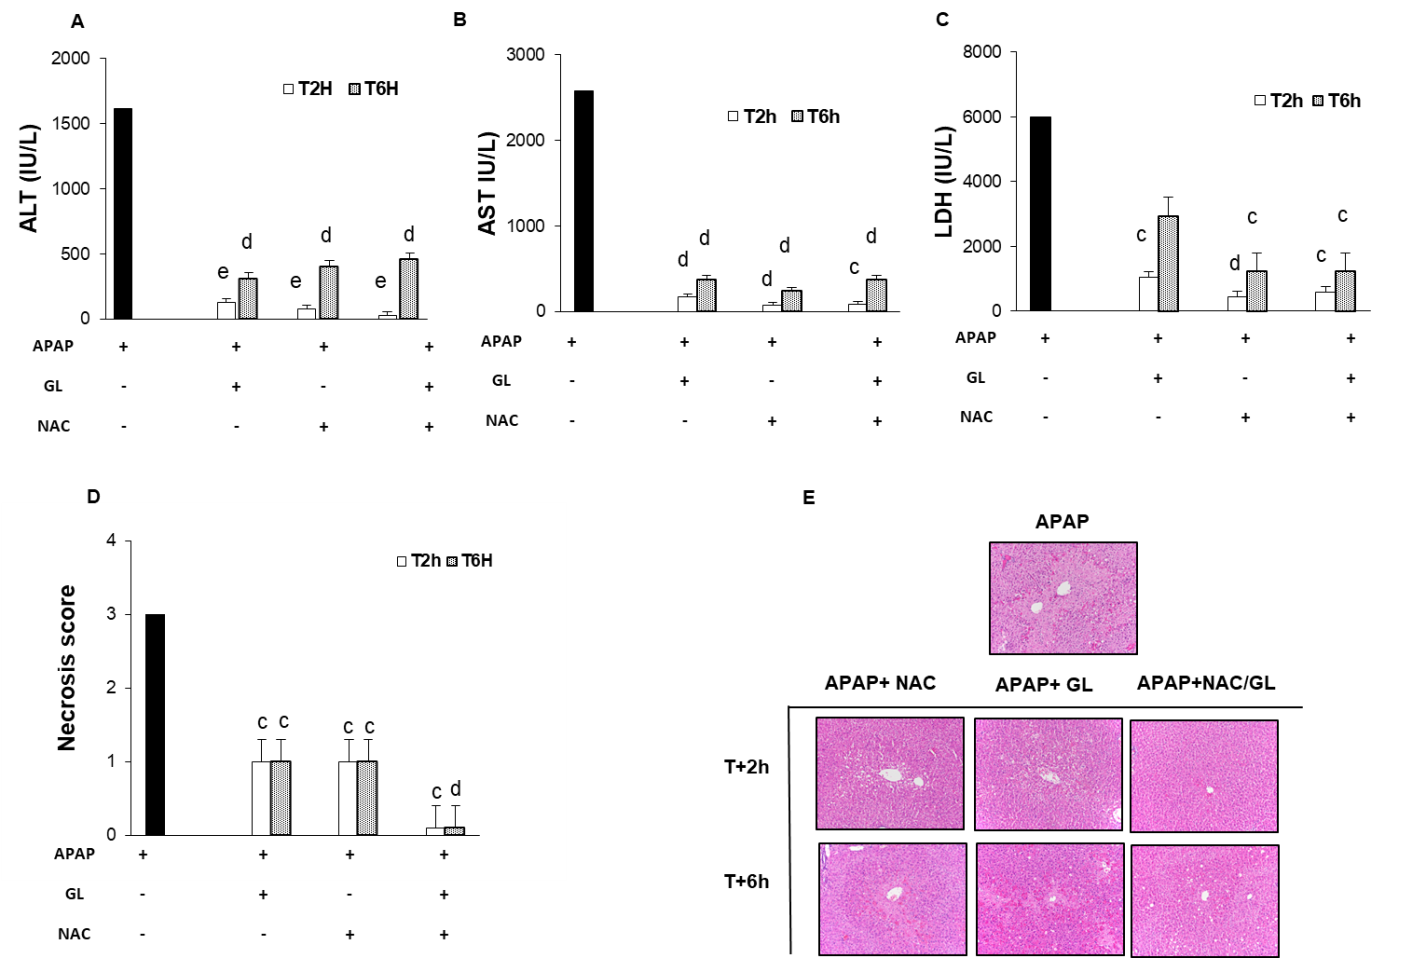 A
ALT (IU/L)
2000
1500
1000
500
0
T2H T6H
e d e d e d
APAP + + + +
GL - + - +
NAC - - + +
B
AST IU/L)
3000
2000
1000
0
T2h T6h
d d d d c d
APAP + + + +
GL - + - +
NAC - - + +
C
LDH (IU/L)
8000
6000
4000
2000
0
T2h T6h
c d c c c
APAP + + + +
GL - + - +
NAC - - + +
D
Necrosis score
4
3
2
1
0
T2h T6H
c c c c c d
APAP + + + +
GL - + - +
NAC - - + +
E
APAP
APAP+ NAC APAP+ GL APAP+NAC/GL
T+2h
T+6h